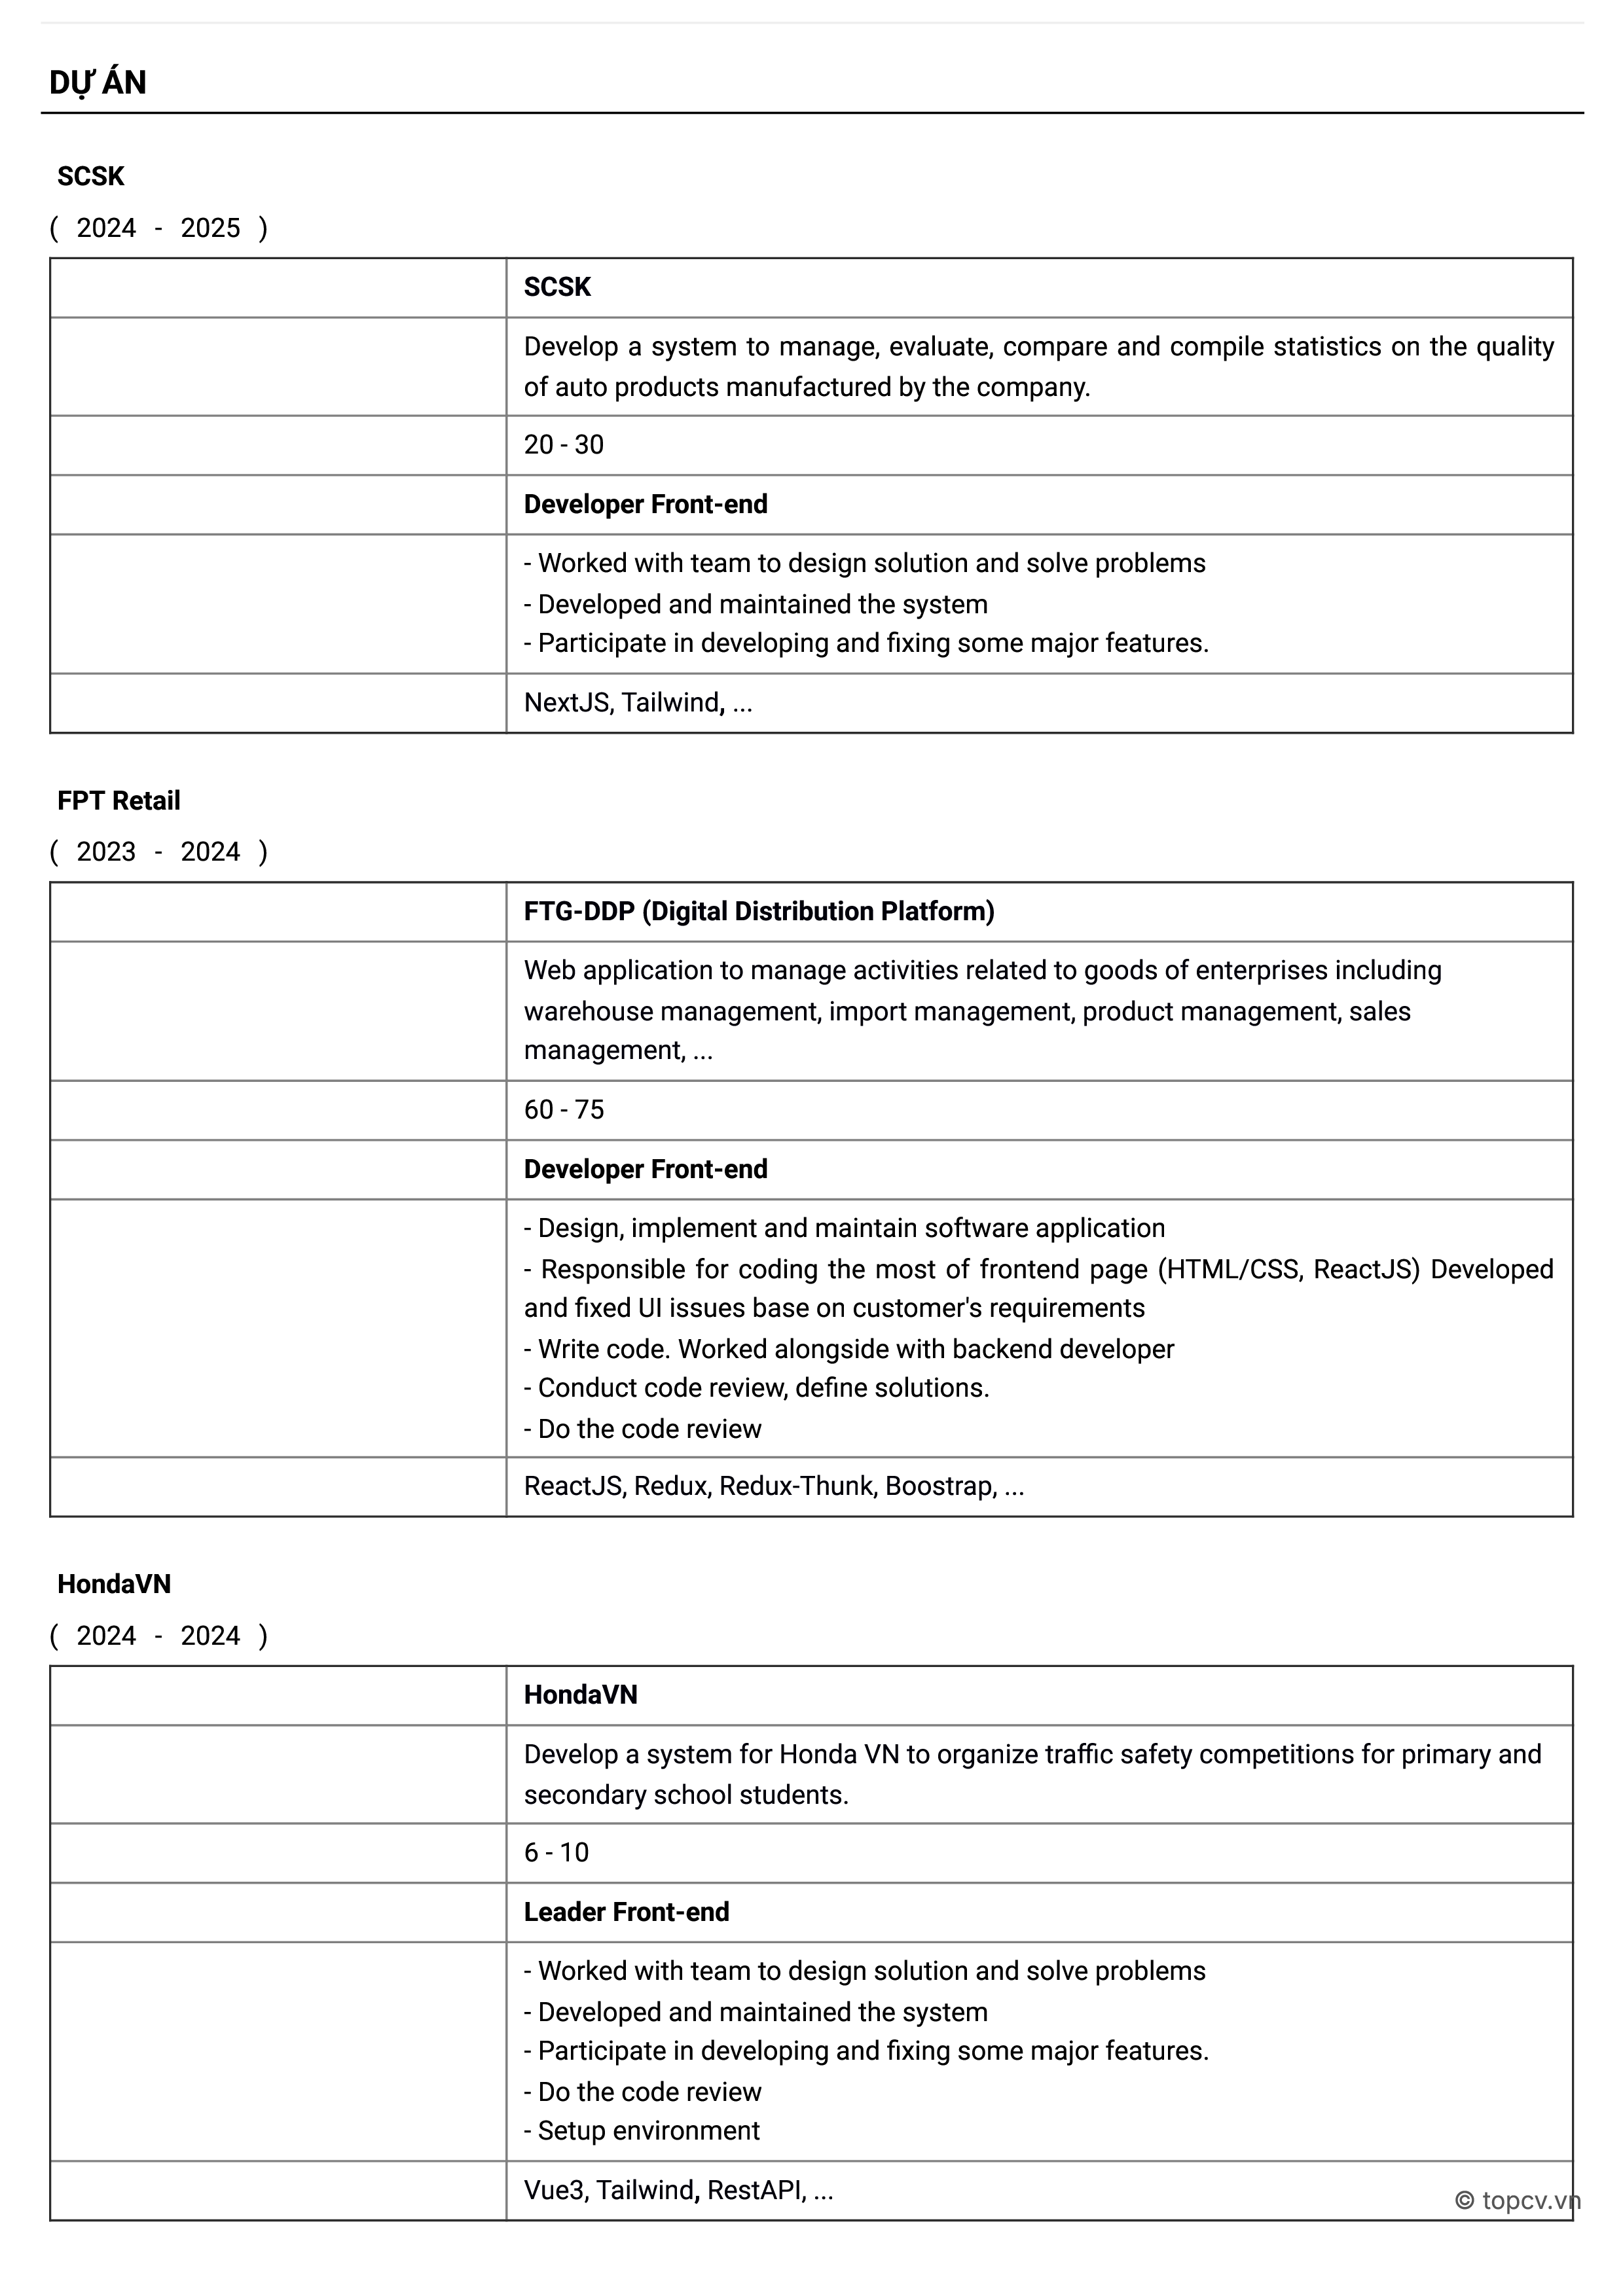 DỰ ÁN
SCSK
( 2024 - 2025 )
SCSK
Develop a system to manage, evaluate, compare and compile statistics on the quality
of auto products manufactured by the company.
20 - 30
Developer Front-end
- Worked with team to design solution and solve problems
- Developed and maintained the system
- Participate in developing and fixing some major features.
NextJS, Tailwind, ...
FPT Retail
( 2023 - 2024 )
FTG-DDP (Digital Distribution Platform)
Web application to manage activities related to goods of enterprises including
warehouse management, import management, product management, sales
management, ...
60 - 75
Developer Front-end
- Design, implement and maintain software application
- Responsible for coding the most of frontend page (HTML/CSS, ReactJS) Developed
and fixed UI issues base on customer's requirements
- Write code. Worked alongside with backend developer
- Conduct code review, define solutions.
- Do the code review
ReactJS, Redux, Redux-Thunk, Boostrap, ...
HondaVN
( 2024 - 2024 )
HondaVN
Develop a system for Honda VN to organize traffic safety competitions for primary and
secondary school students.
6 - 10
Leader Front-end
- Worked with team to design solution and solve problems
- Developed and maintained the system
- Participate in developing and fixing some major features.
- Do the code review
- Setup environment
Vue3, Tailwind, RestAPI, ...
© topcv.vn